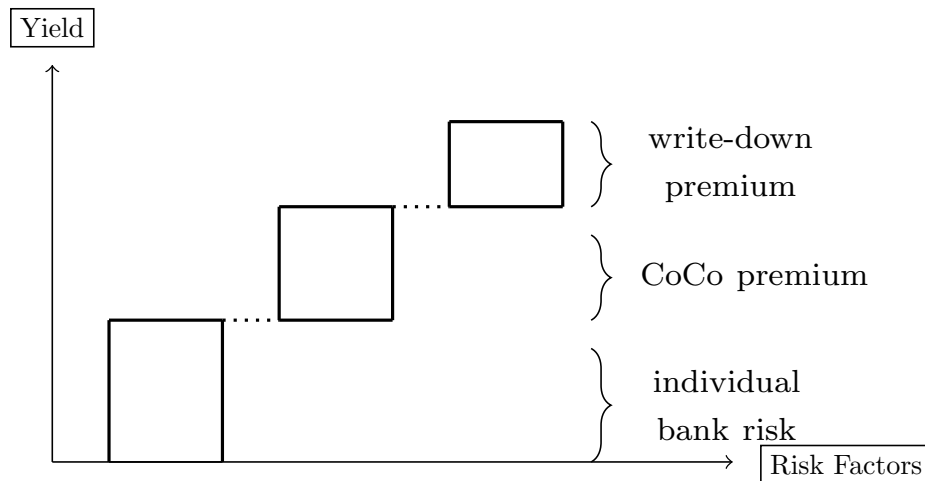 Yield
write-down
premium
CoCo premium
individual
bank risk
Risk Factors